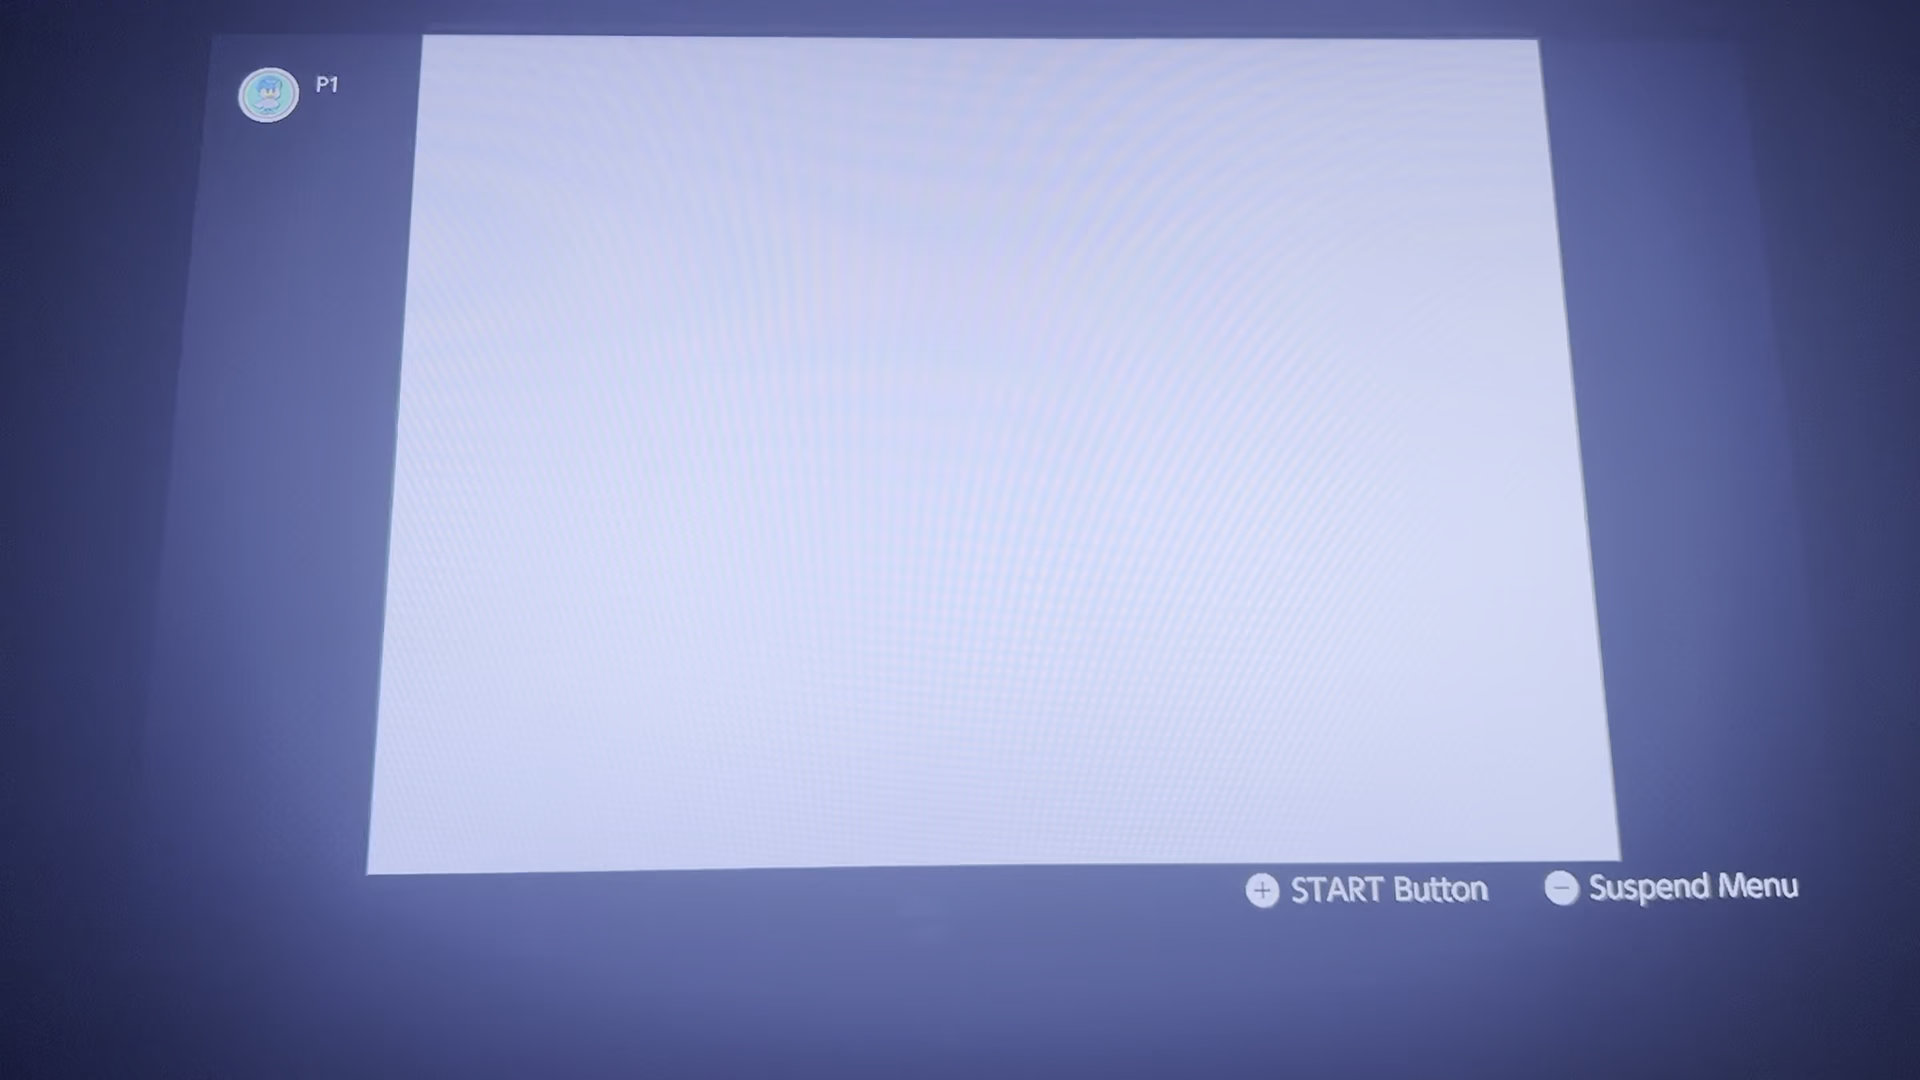 P1
+ START Button
− Suspend Menu